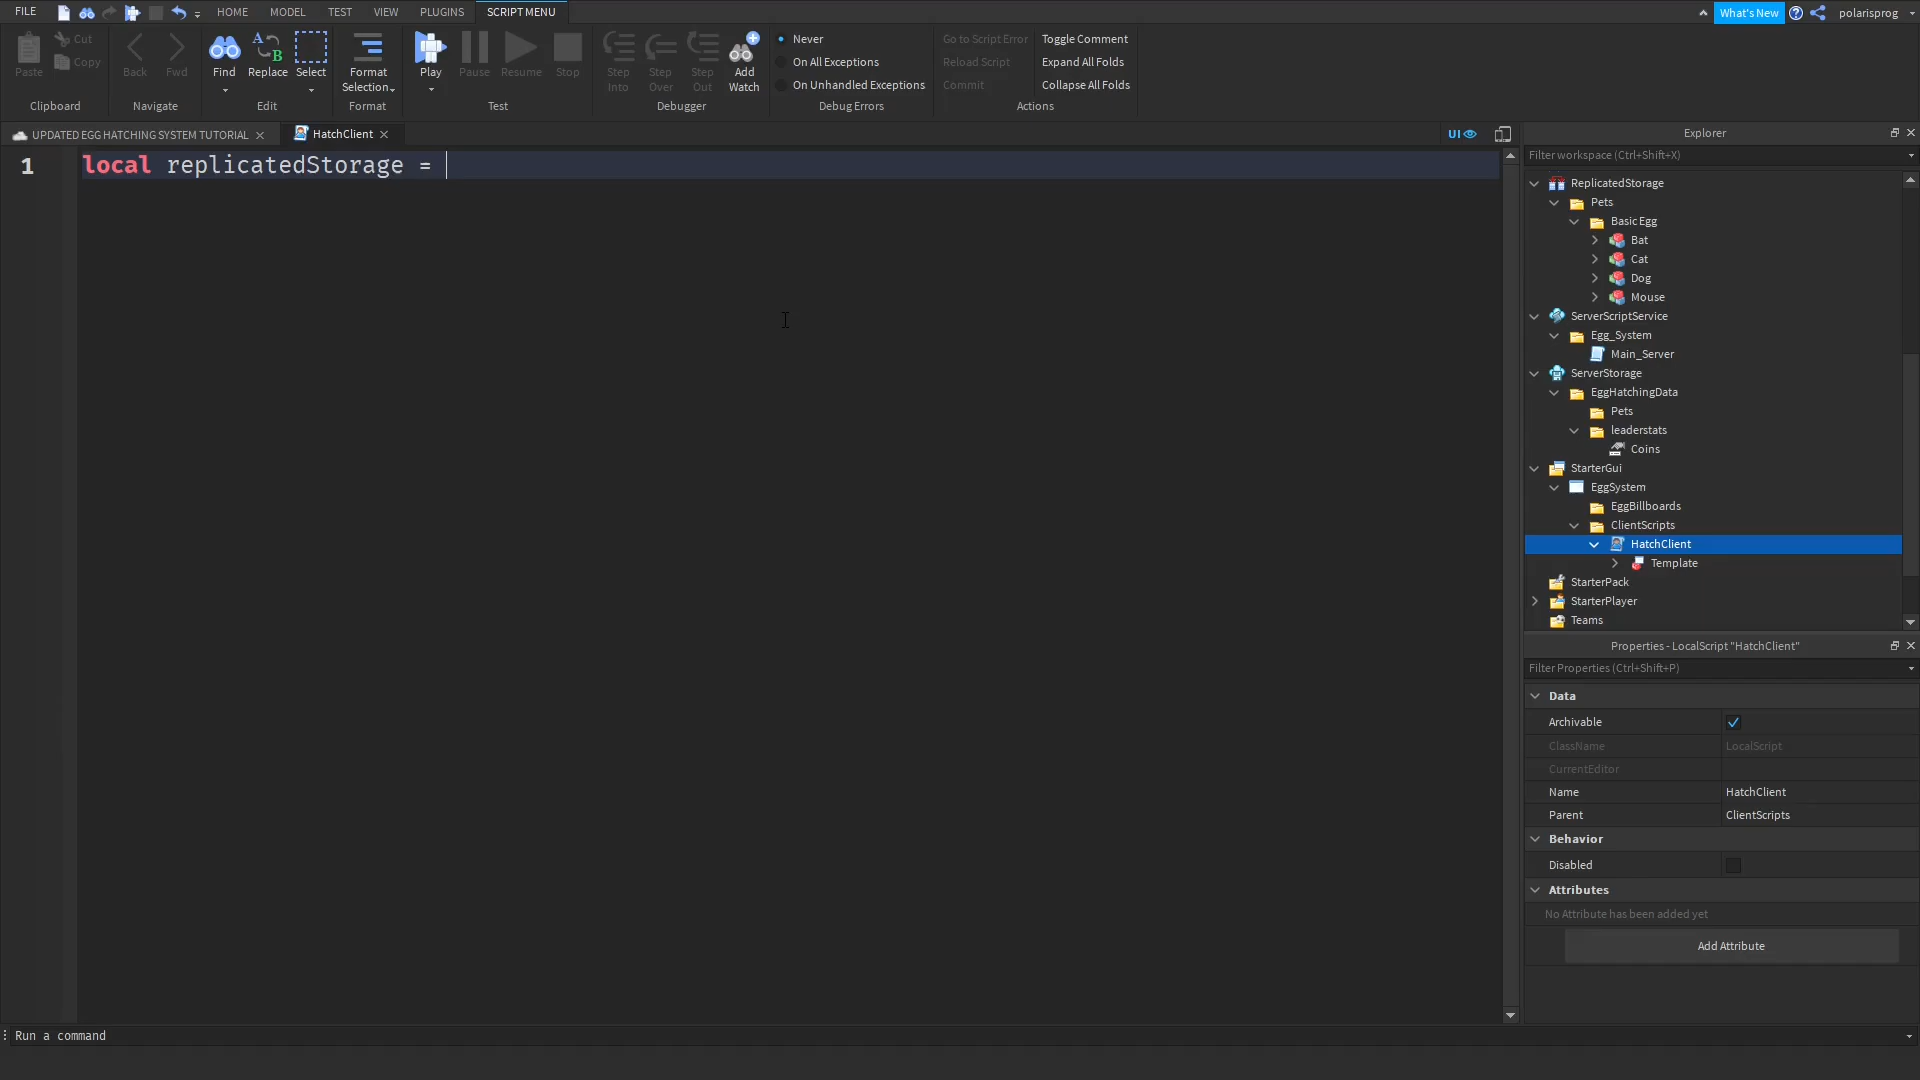 FILE HOME MODEL TEST VIEW PLUGINS SCRIPT MENU What's New polarisprog
Cut
Copy
Paste Back Fwd Find Replace Select Format Selection Play Pause Resume Stop Step Into Step Over Step Out Add Watch
Never
On All Exceptions
On Unhandled Exceptions
Go to Script Error
Reload Script
Commit
Toggle Comment
Expand All Folds
Collapse All Folds
Clipboard Navigate Edit Format Test Debugger Debug Errors Actions
UPDATED EGG HATCHING SYSTEM TUTORIAL HatchClient UI
1 local replicatedStorage =
Explorer
Filter workspace (Ctrl+Shift+X)
ReplicatedStorage
Pets
Basic Egg
Bat
Cat
Dog
Mouse
ServerScriptService
Egg_System
Main_Server
ServerStorage
EggHatchingData
Pets
leaderstats
Coins
StarterGui
EggSystem
EggBillboards
ClientScripts
HatchClient
Template
StarterPack
StarterPlayer
Teams
Properties - LocalScript "HatchClient"
Filter Properties (Ctrl+Shift+P)
Data
Archivable
ClassName LocalScript
CurrentEditor
Name HatchClient
Parent ClientScripts
Behavior
Disabled
Attributes
No Attribute has been added yet
Add Attribute
Run a command